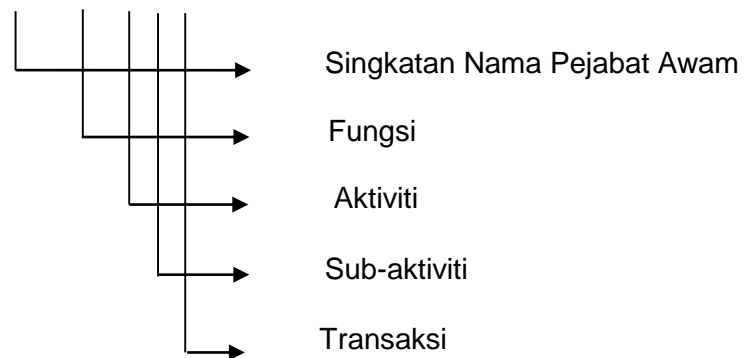 Singkatan Nama Pejabat Awam
Fungsi
Aktiviti
Sub-aktiviti
Transaksi